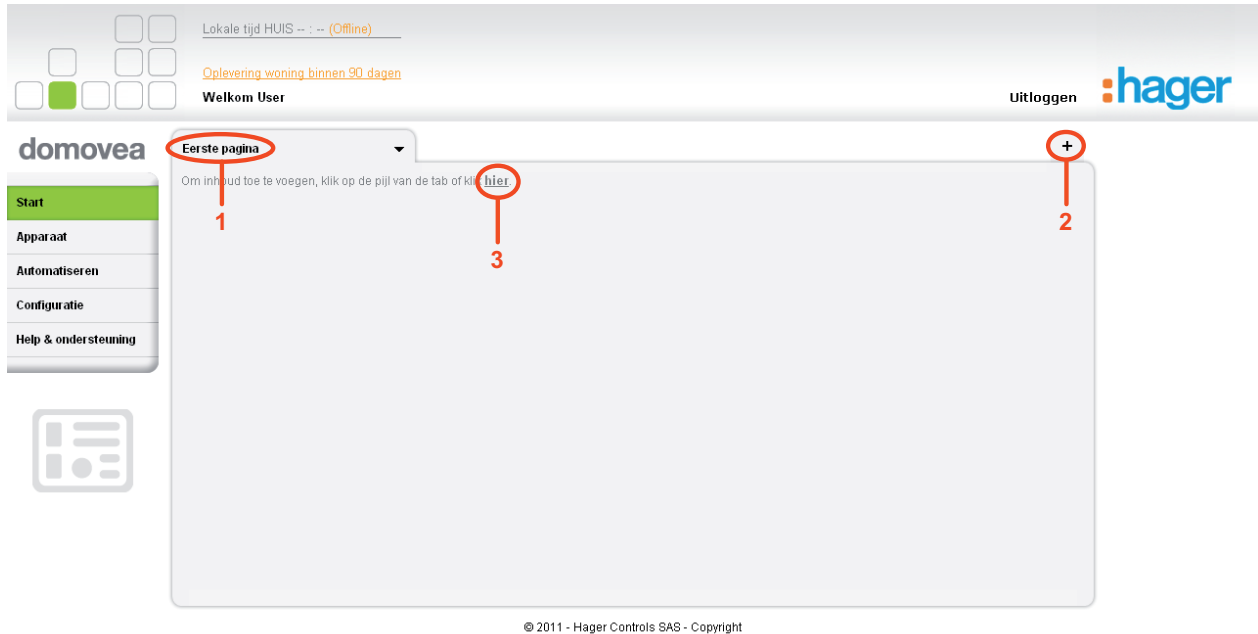 Lokale tijd HUIS -- : -- (Offline)
Oplevering woning binnen 90 dagen
Welkom User
Uitloggen
:hager
domovea
Eerste pagina
+
Om inhoud toe te voegen, klik op de pijl van de tab of klik hier.
1
2
3
Start
Apparaat
Automatiseren
Configuratie
Help & ondersteuning
© 2011 - Hager Controls SAS - Copyright